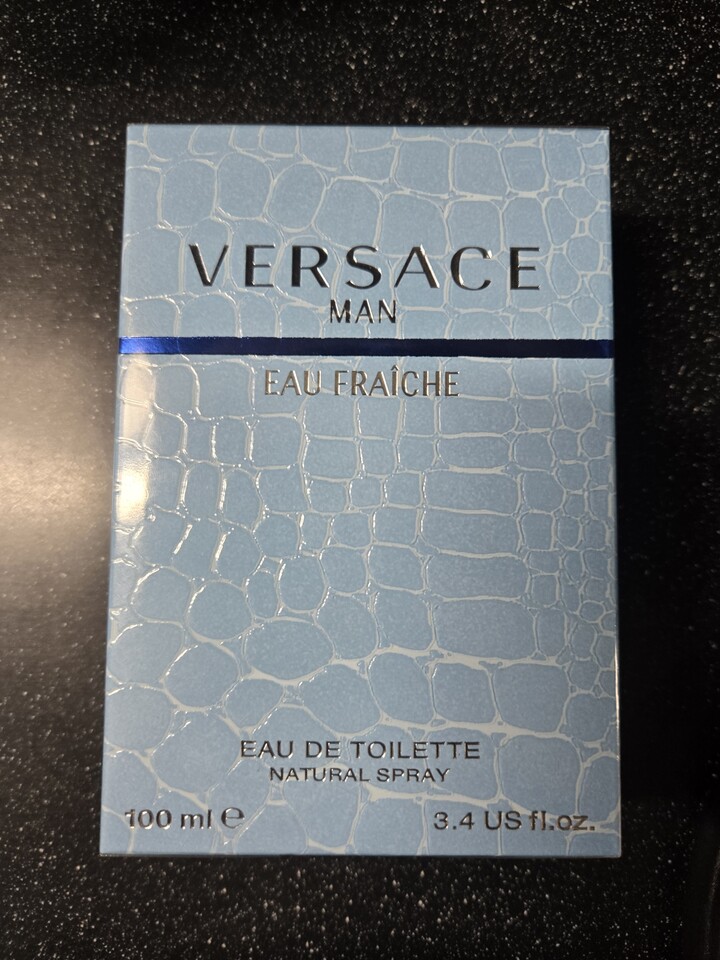 VERSACE
MAN
EAU FRAÎCHE
EAU DE TOILETTE
NATURAL SPRAY
100 ml ℮ 3.4 US fl.oz.